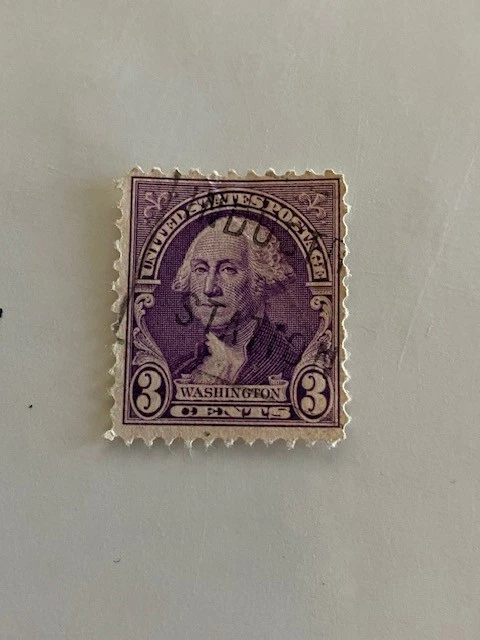 UNITED STATES POSTAGE
3 WASHINGTON 3
CENTS